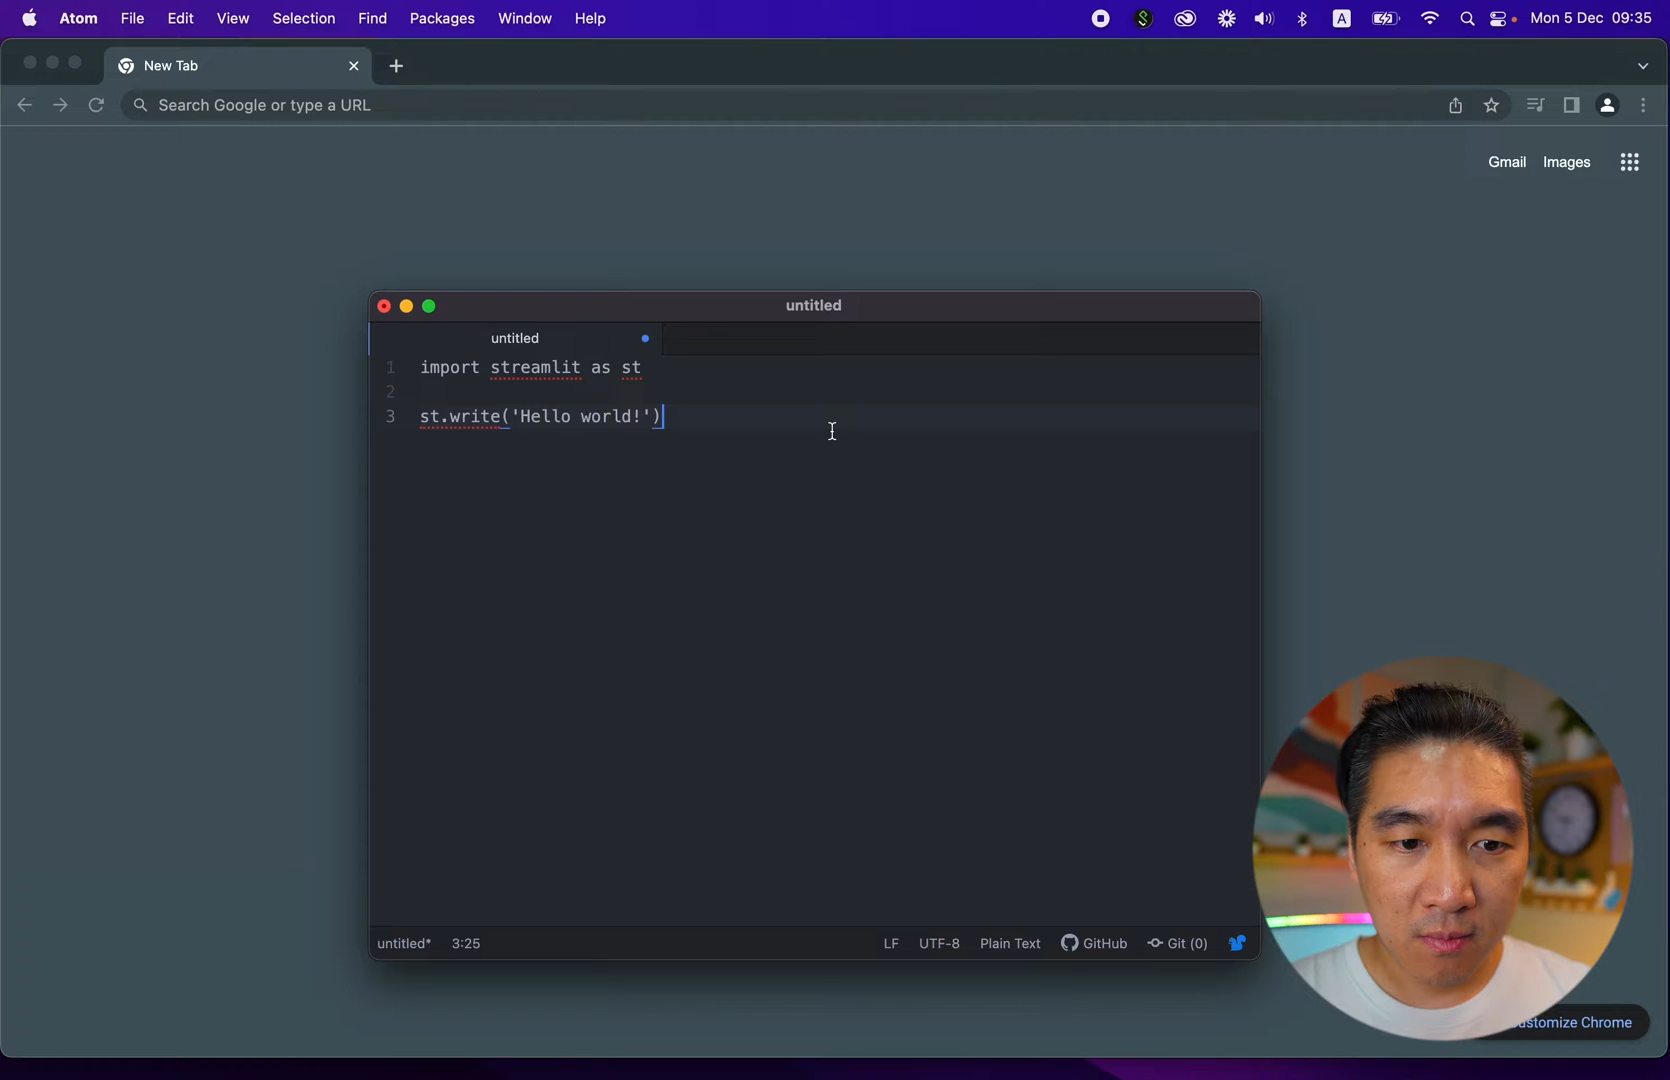 Atom File Edit View Selection Find Packages Window Help A Mon 5 Dec 09:35
New Tab
Search Google or type a URL
Gmail Images
untitled
untitled
1 import streamlit as st
2
3 st.write('Hello world!')
untitled* 3:25 LF UTF-8 Plain Text GitHub Git (0)
ustomize Chrome